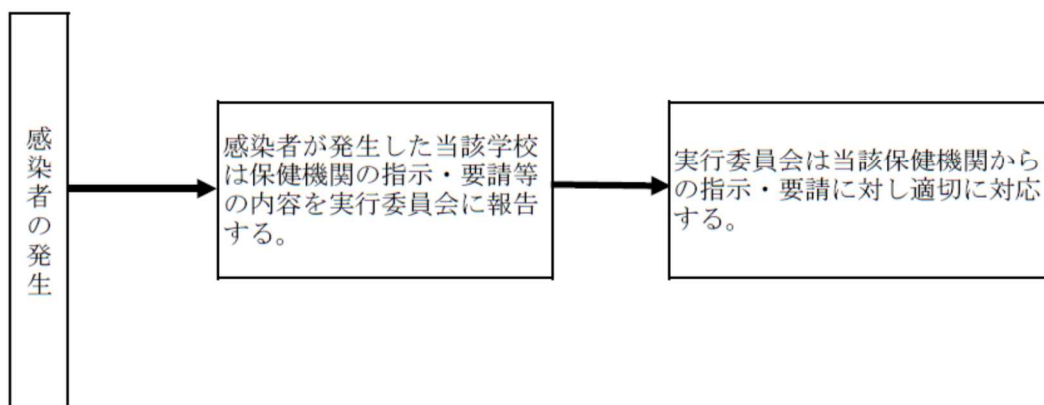 感染者の発生
感染者が発生した当該学校
は保健機関の指示・要請等
の内容を実行委員会に報告
する。
実行委員会は当該保健機関から
の指示・要請に対し適切に対応
する。